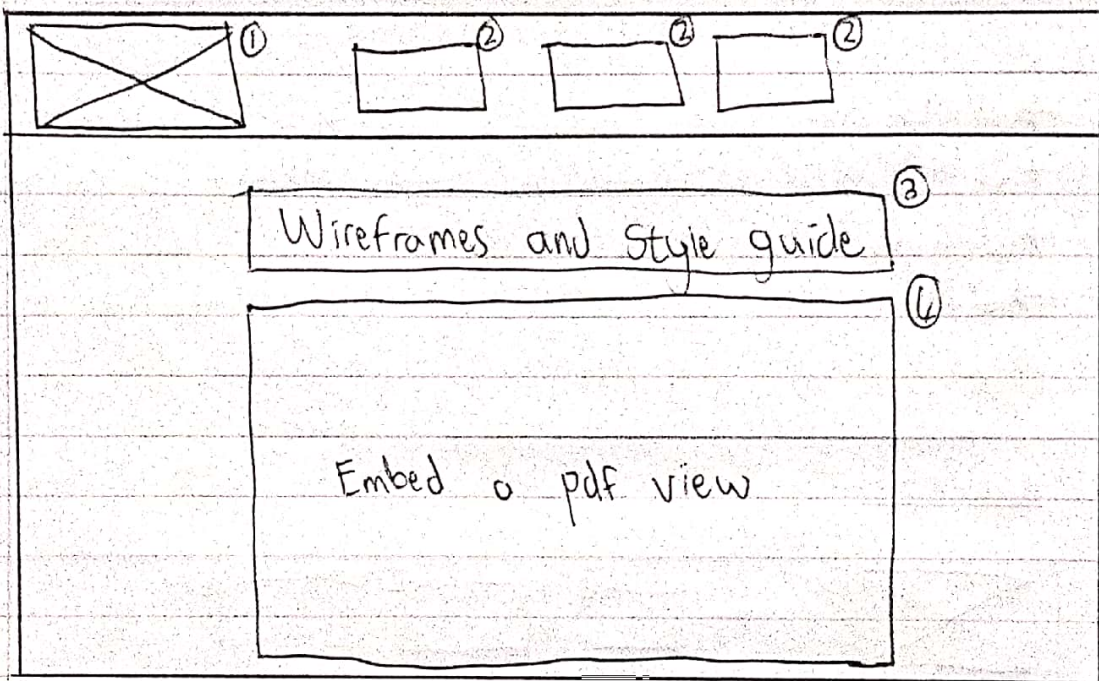 ① ② ② ②
Wireframes and Style guide ③
④
Embed a pdf view